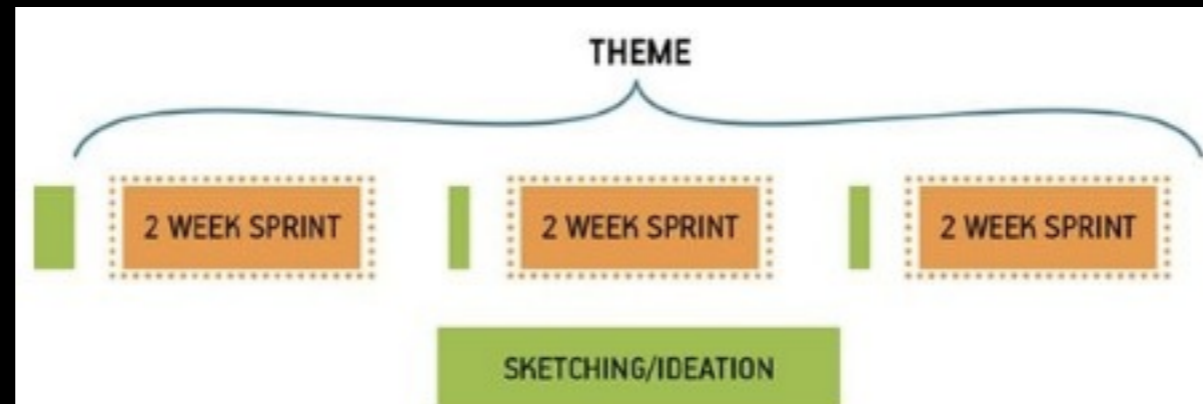 THEME
2 WEEK SPRINT
2 WEEK SPRINT
2 WEEK SPRINT
SKETCHING/IDEATION